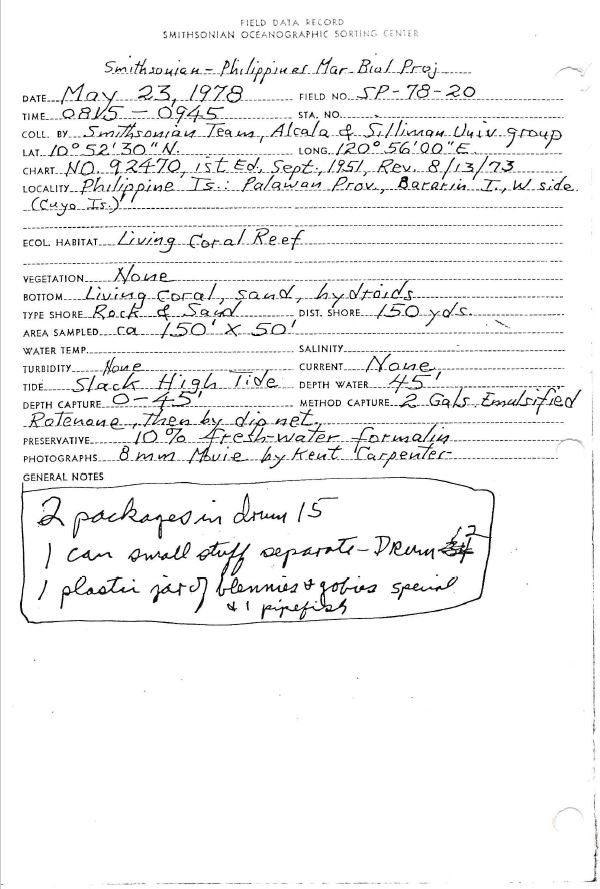 FIELD DATA RECORD
SMITHSONIAN OCEANOGRAPHIC SORTING CENTER
Smithsonian - Philippines Mar-Biol Proj
DATE May 23, 1978 FIELD NO. SP-78-20
TIME 0815 - 0945 STA. NO.
COLL. BY Smithsonian Team, Alcala & Silliman Univ. group
LAT. 10° 52' 30" N. LONG. 120° 56' 00" E.
CHART NO. 92470, 1st Ed. Sept., 1951, Rev. 8/13/73
LOCALITY Philippine Is.: Palawan Prov., Bararin I., W side
(Cuyo Is.)
ECOL. HABITAT Living Coral Reef
VEGETATION None
BOTTOM Living coral, sand, hydroids
TYPE SHORE Rock & Sand DIST. SHORE 150 yds.
AREA SAMPLED ca 150' X 50'
WATER TEMP. SALINITY
TURBIDITY None CURRENT None
TIDE Slack High Tide DEPTH WATER 45'
DEPTH CAPTURE 0-45' METHOD CAPTURE 2 Gals Emulsified
Rotenone, then by dip net.
PRESERVATIVE 10% fresh-water formalin
PHOTOGRAPHS 8mm Movie by Kent Carpenter
GENERAL NOTES
2 packages in drum 15
1 can small stuff separate - Drum 12
1 plastic jar of blennies & gobies special
& 1 pipefish